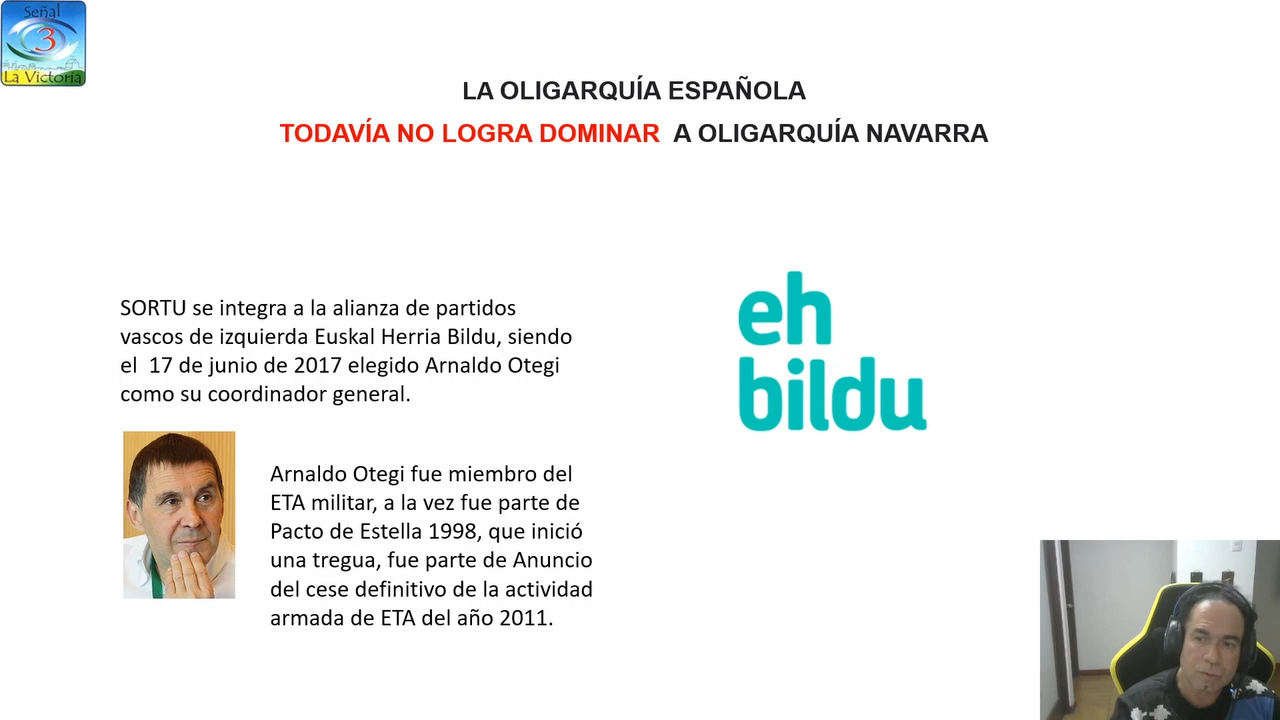 Señal
3
La Victoria
LA OLIGARQUÍA ESPAÑOLA
TODAVÍA NO LOGRA DOMINAR A OLIGARQUÍA NAVARRA
SORTU se integra a la alianza de partidos
vascos de izquierda Euskal Herria Bildu, siendo
el 17 de junio de 2017 elegido Arnaldo Otegi
como su coordinador general.
eh
bildu
Arnaldo Otegi fue miembro del
ETA militar, a la vez fue parte de
Pacto de Estella 1998, que inició
una tregua, fue parte de Anuncio
del cese definitivo de la actividad
armada de ETA del año 2011.